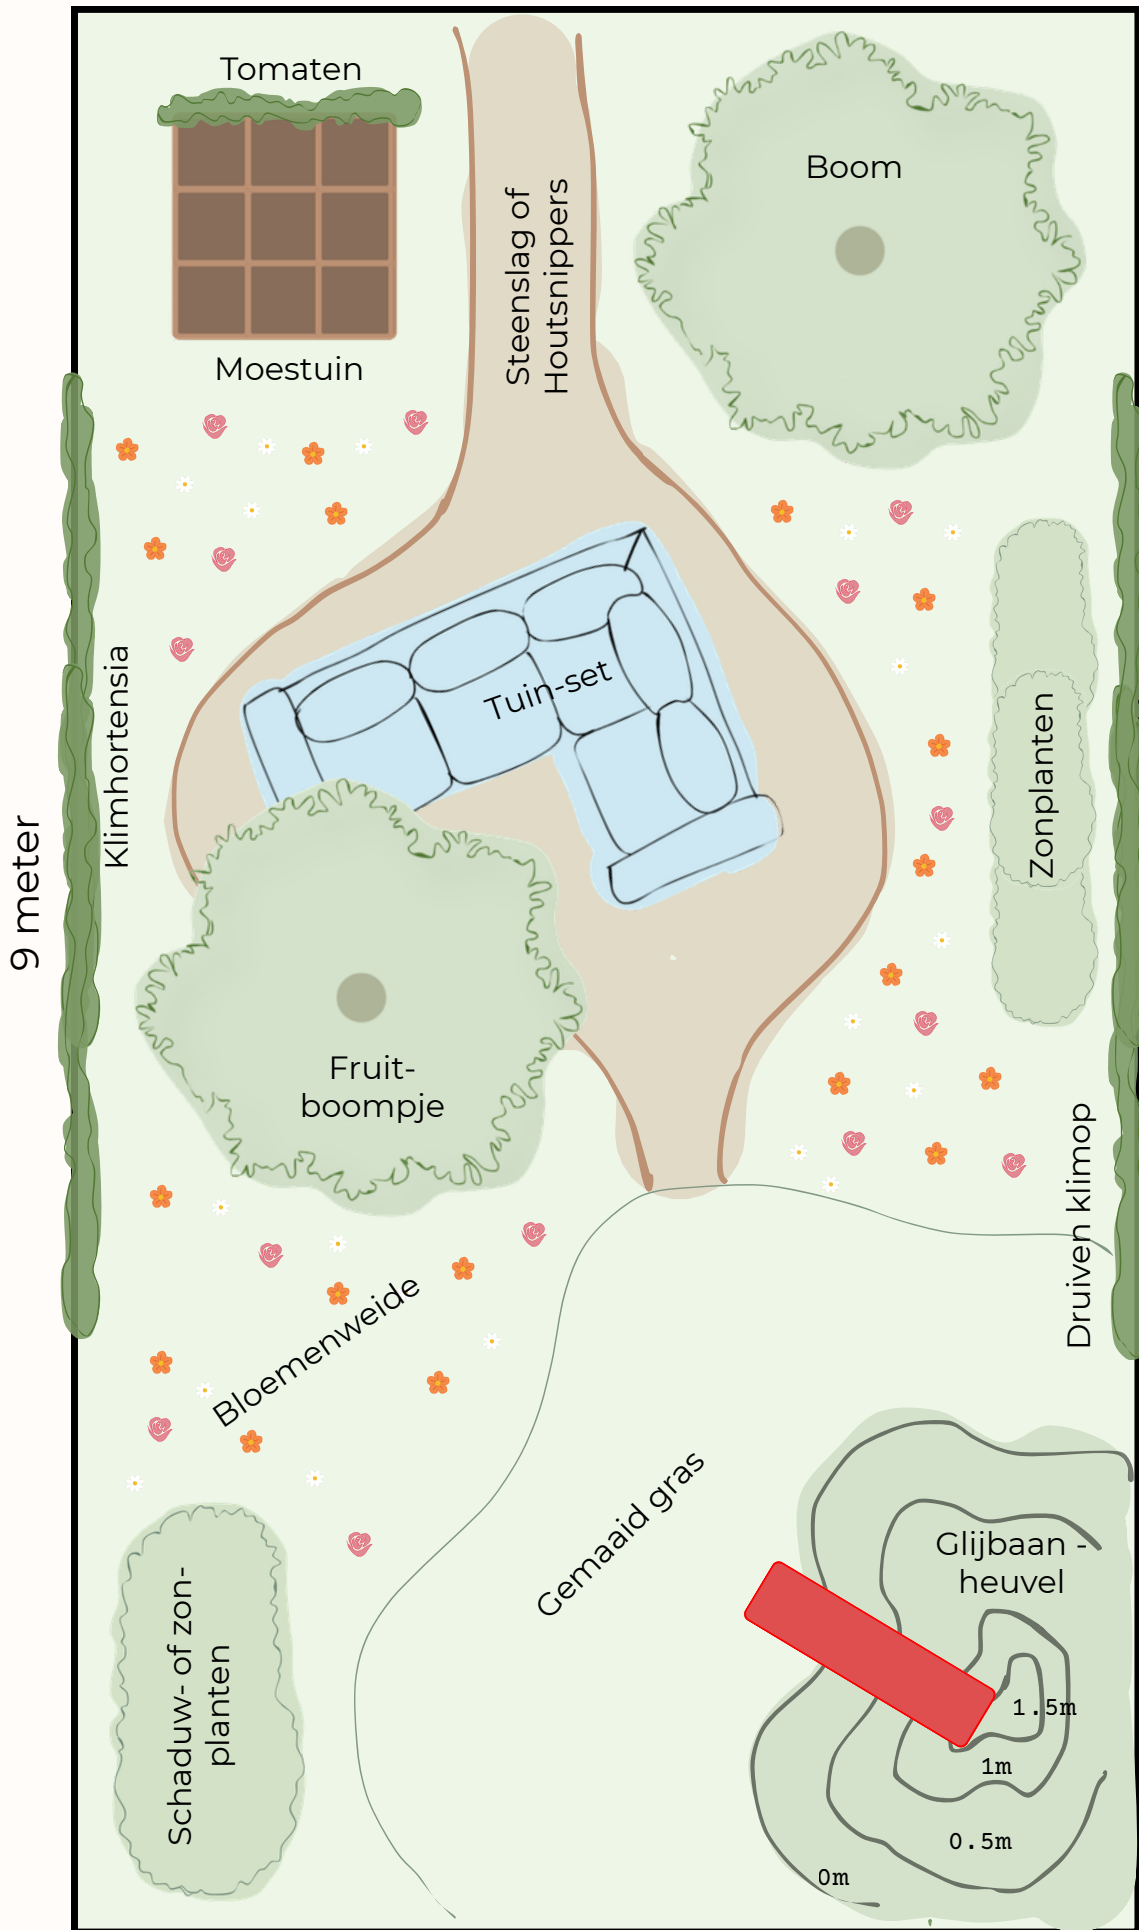 Tomaten
Boom
Steenslag of
Houtsnippers
Moestuin
Klimhortensia
Tuin-set
Zonplanten
9 meter
Fruit-
boompje
Druiven klimop
Bloemenweide
Gemaaid gras
Glijbaan -
heuvel
Schaduw- of zon-
planten
1.5m
1m
0.5m
0m